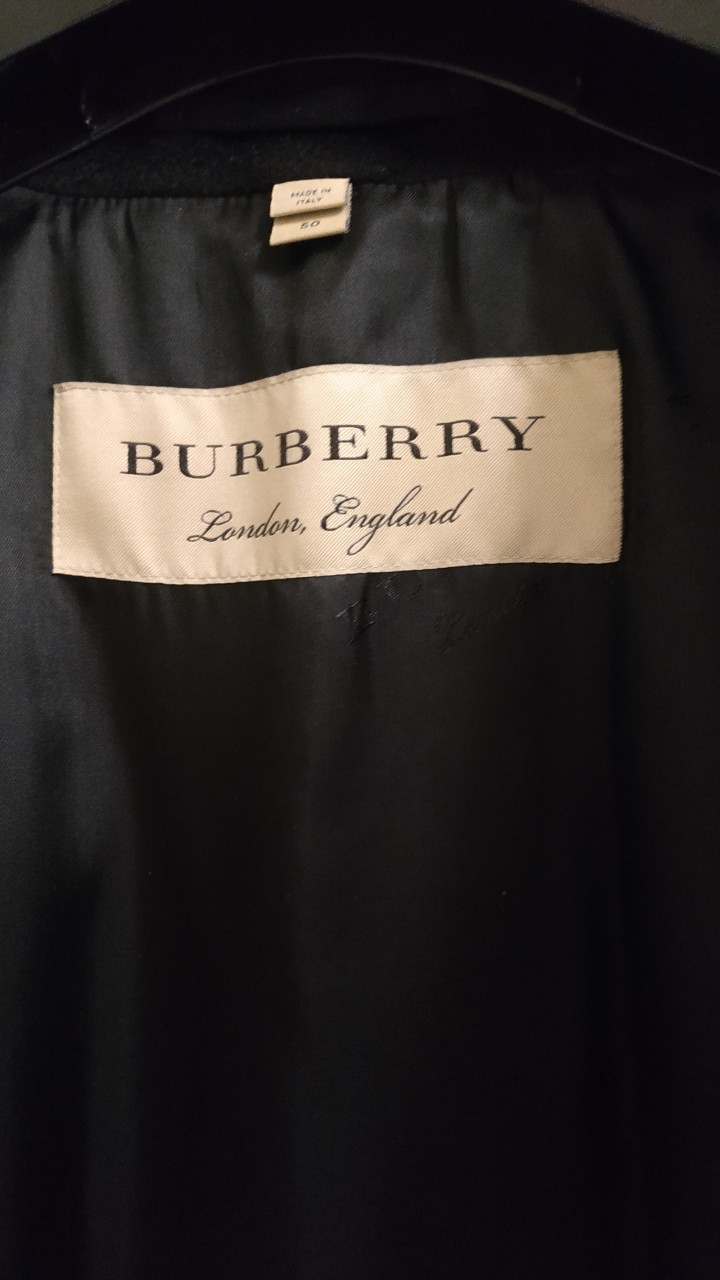 MADE IN
ITALY
50
BURBERRY
London, England